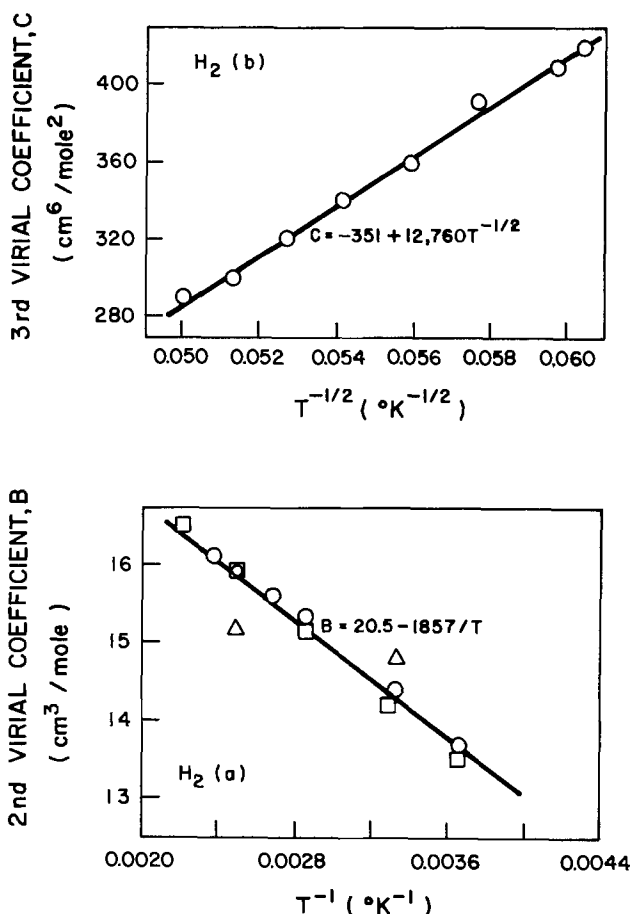 3rd VIRIAL COEFFICIENT, C
(cm⁶/mole²)
H₂ (b)
400
360
320
280
C = -351 + 12,760T⁻¹/²
0.050 0.052 0.054 0.056 0.058 0.060
T⁻¹/² (°K⁻¹/²)
2nd VIRIAL COEFFICIENT, B
(cm³/mole)
16
15
14
13
B = 20.5 - 1857/T
H₂ (a)
0.0020 0.0028 0.0036 0.0044
T⁻¹ (°K⁻¹)